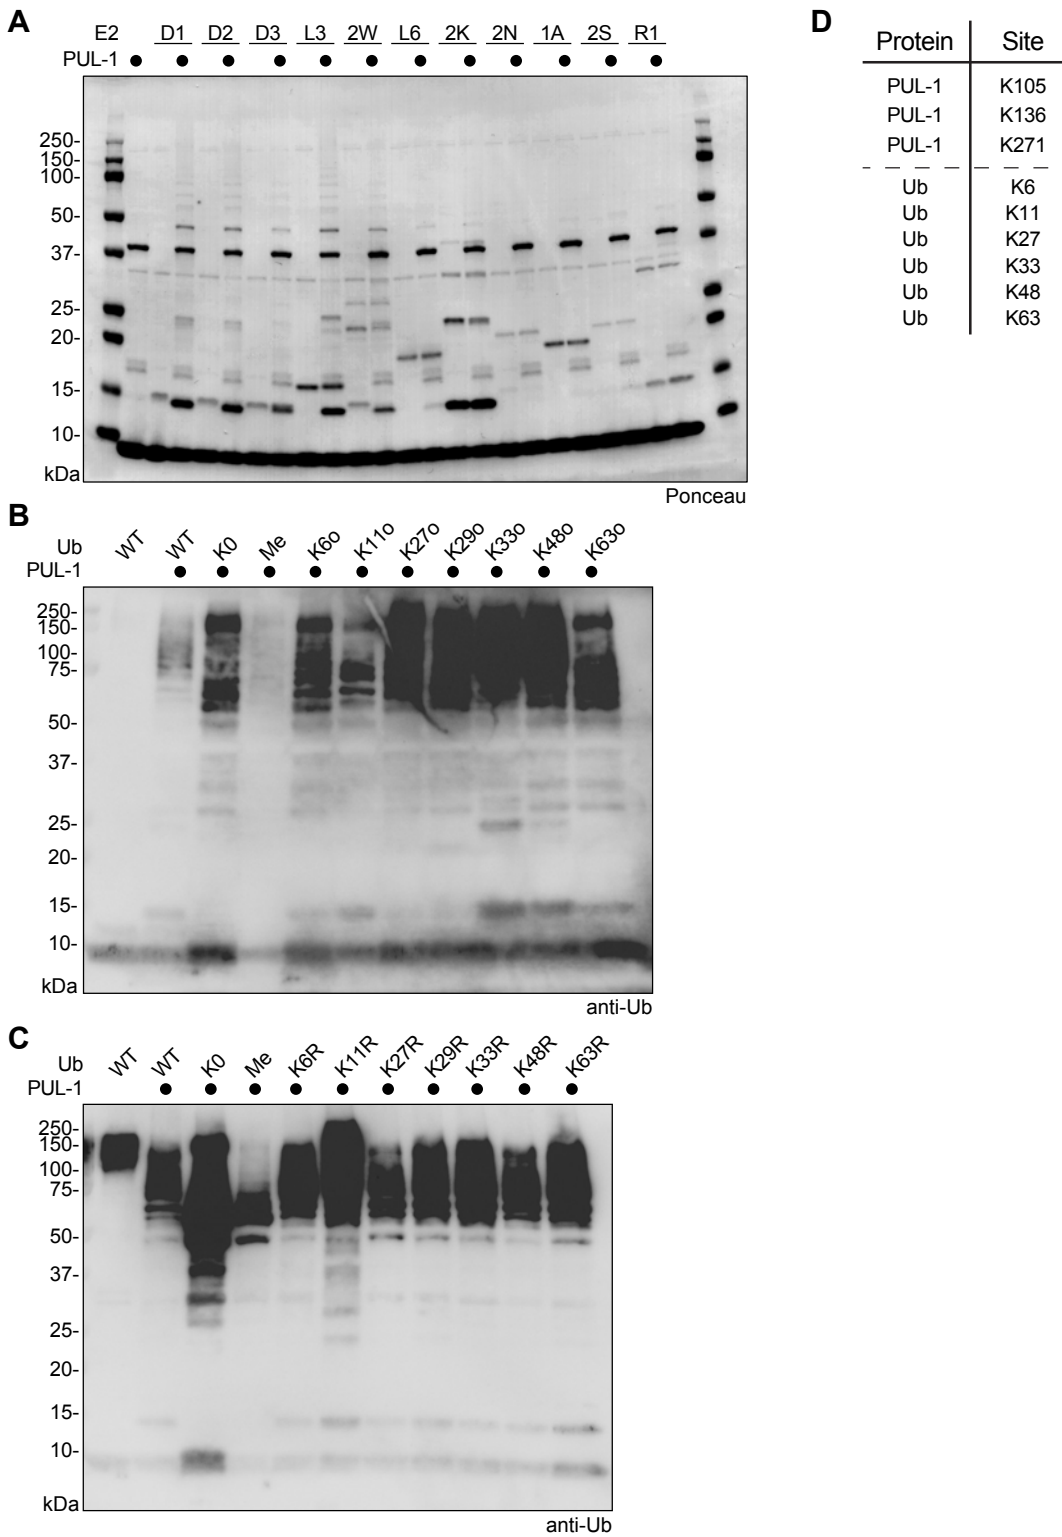 A
E2 D1 D2 D3 L3 2W L6 2K 2N 1A 2S R1
PUL-1 ● ● ● ● ● ● ● ● ● ● ● ●
250-
150-
100-
50-
37-
25-
20-
15-
10-
kDa
Ponceau
B
Ub WT WT K0 Me K6o K11o K27o K29o K33o K48o K63o
PUL-1 ● ● ● ● ● ● ● ● ● ●
250-
150-
100-
75-
50-
37-
25-
20-
15-
10-
kDa
anti-Ub
C
Ub WT WT K0 Me K6R K11R K27R K29R K33R K48R K63R
PUL-1 ● ● ● ● ● ● ● ● ● ●
250-
150-
100-
75-
50-
37-
25-
20-
15-
10-
kDa
anti-Ub
D
Protein Site
PUL-1 K105
PUL-1 K136
PUL-1 K271
Ub K6
Ub K11
Ub K27
Ub K33
Ub K48
Ub K63